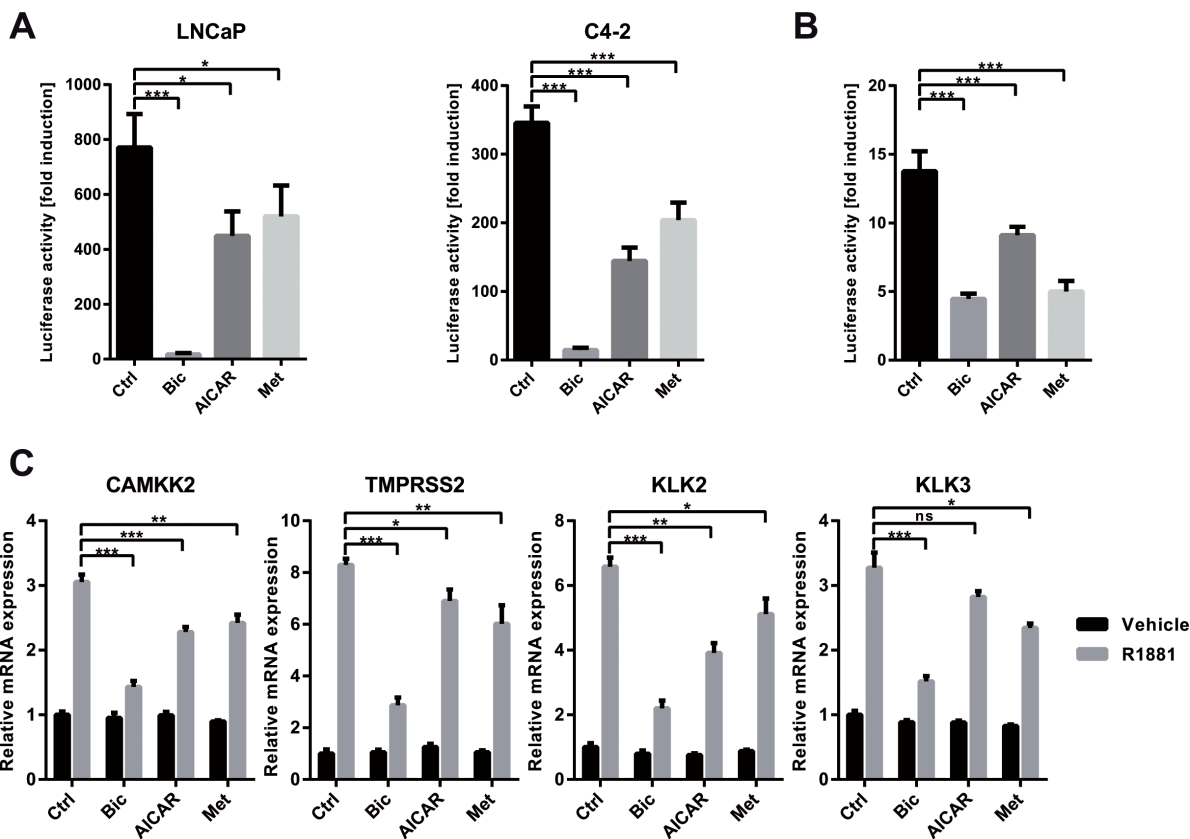 A
LNCaP
C4-2
B
Luciferase activity [fold induction]
1000
800
600
400
200
0
***
*
*
Ctrl
Bic
AICAR
Met
Luciferase activity [fold induction]
400
300
200
100
0
***
***
***
Ctrl
Bic
AICAR
Met
Luciferase activity [fold induction]
20
15
10
5
0
***
***
***
Ctrl
Bic
AICAR
Met
C
CAMKK2
Relative mRNA expression
4
3
2
1
0
**
***
***
Ctrl
Bic
AICAR
Met
TMPRSS2
Relative mRNA expression
10
8
6
4
2
0
**
*
***
Ctrl
Bic
AICAR
Met
KLK2
Relative mRNA expression
8
6
4
2
0
*
**
***
Ctrl
Bic
AICAR
Met
KLK3
Relative mRNA expression
4
3
2
1
0
*
ns
***
Ctrl
Bic
AICAR
Met
Vehicle
R1881